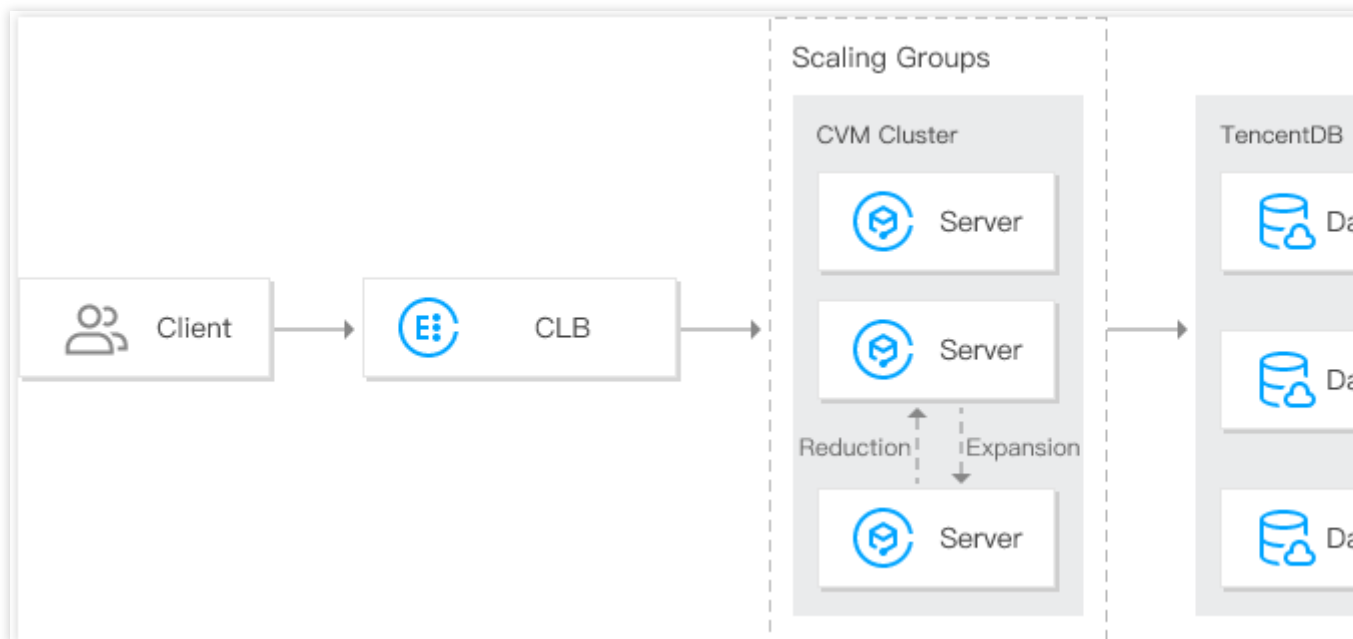 Scaling Groups
CVM Cluster
TencentDB
Server
Client
CLB
Server
Reduction
Expansion
Server